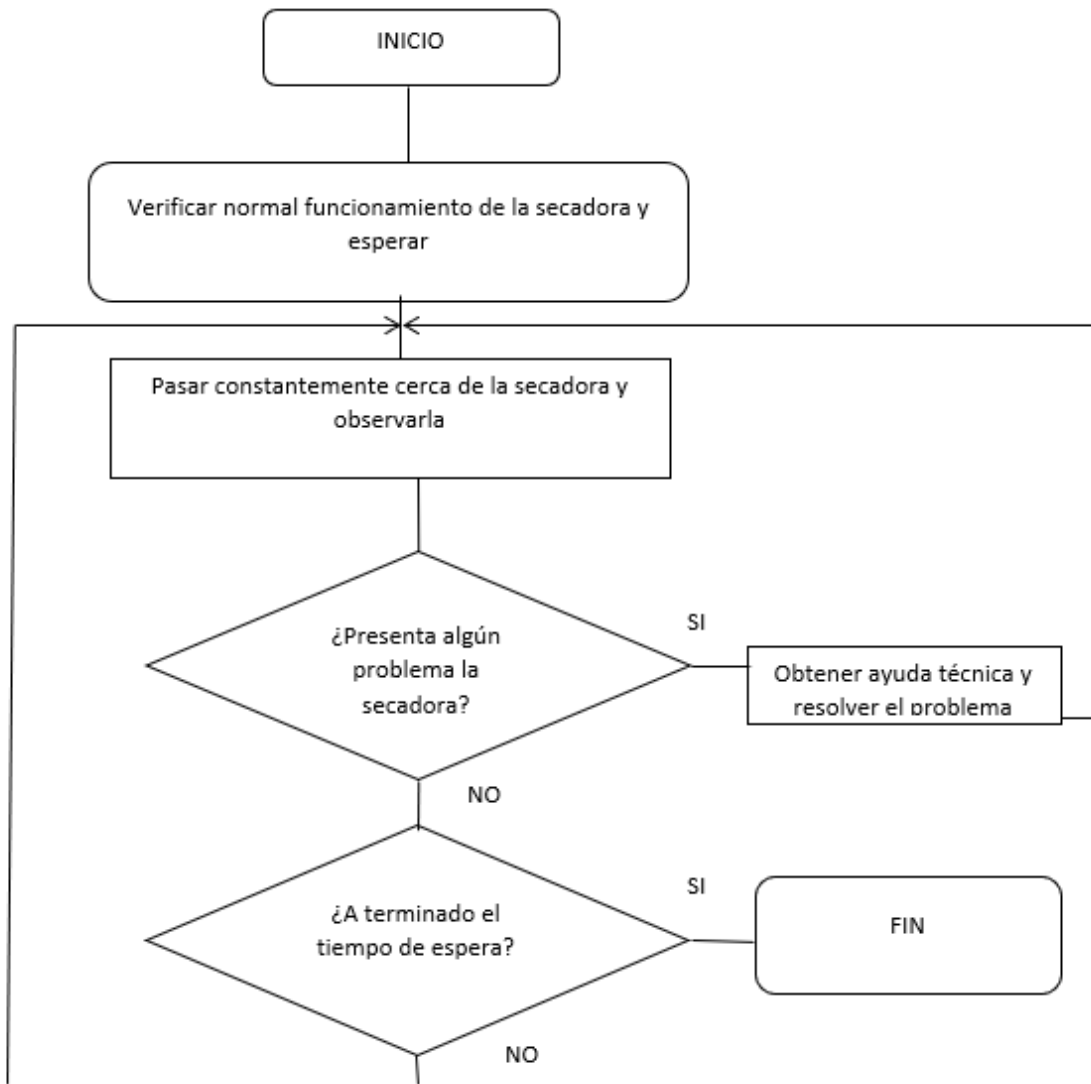 INICIO
Verificar normal funcionamiento de la secadora y
esperar
Pasar constantemente cerca de la secadora y
observarla
¿Presenta algún
problema la
secadora?
SI
Obtener ayuda técnica y
resolver el problema
NO
¿A terminado el
tiempo de espera?
SI
FIN
NO